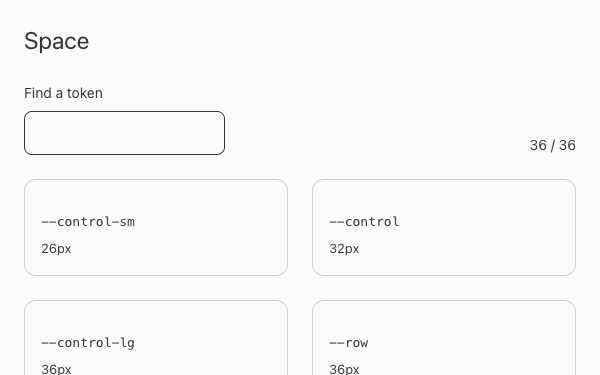 Space
Find a token
36 / 36
--control-sm
--control
26px
32px
--control-lg
--row
36px
36px